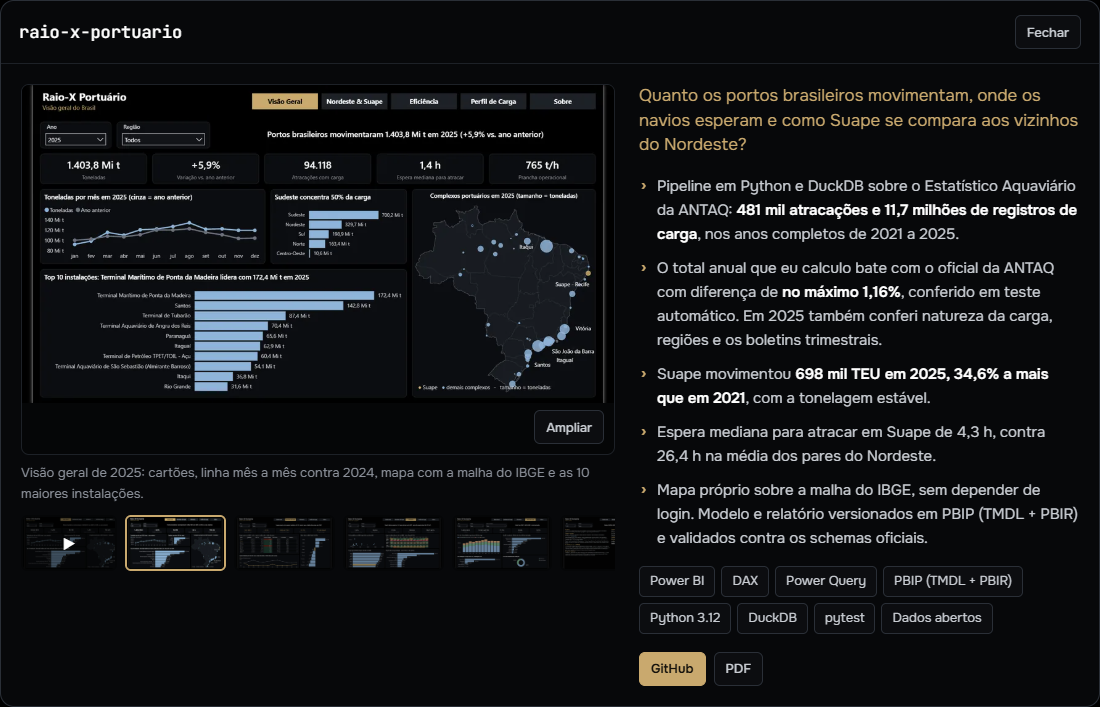 raio-x-portuario
Fechar
Raio-X Portuário
Visão geral do Brasil
Visão Geral
Nordeste & Suape
Eficiência
Perfil de Carga
Sobre
Ano
2025
Região
Todos
Portos brasileiros movimentaram 1.403,8 Mi t em 2025 (+5,9% vs. ano anterior)
1.403,8 Mi t
Toneladas
+5,9%
Variação vs. ano anterior
94.118
Atracações com carga
1,4 h
Espera mediana para atracar
765 t/h
Prancha operacional
Toneladas por mês em 2025 (cinza = ano anterior)
Toneladas Ano anterior
140 Mi t
120 Mi t
100 Mi t
80 Mi t
jan fev mar abr mai jun jul ago set out nov dez
Sudeste concentra 50% da carga
Sudeste
Nordeste
Sul
Norte
Centro-Oeste
Complexos portuários em 2025 (tamanho = toneladas)
Itaqui
Suape - Recife
Vitória
São João da Barra
Itaguaí
Santos
Suape demais complexos - tamanho = toneladas
Top 10 instalações: Terminal Marítimo de Ponta da Madeira lidera com 172,4 Mi t em 2025
Terminal Marítimo de Ponta da Madeira 172,4 Mi t
Santos 142,8 Mi t
Terminal de Tubarão 87,4 Mi t
Terminal Aquaviário de Angra dos Reis 70,4 Mi t
Paranaguá 65,6 Mi t
Itaguaí 62,9 Mi t
Terminal de Petróleo TPET/TOIL - Açu 60,4 Mi t
Terminal Aquaviário de São Sebastião (Almirante Barroso) 54,1 Mi t
Itaqui 36,8 Mi t
Rio Grande 31,6 Mi t
Ampliar
Visão geral de 2025: cartões, linha mês a mês contra 2024, mapa com a malha do IBGE e as 10
maiores instalações.
Quanto os portos brasileiros movimentam, onde os
navios esperam e como Suape se compara aos vizinhos
do Nordeste?
› Pipeline em Python e DuckDB sobre o Estatístico Aquaviário
da ANTAQ: 481 mil atracações e 11,7 milhões de registros de
carga, nos anos completos de 2021 a 2025.
› O total anual que eu calculo bate com o oficial da ANTAQ
com diferença de no máximo 1,16%, conferido em teste
automático. Em 2025 também conferi natureza da carga,
regiões e os boletins trimestrais.
› Suape movimentou 698 mil TEU em 2025, 34,6% a mais
que em 2021, com a tonelagem estável.
› Espera mediana para atracar em Suape de 4,3 h, contra
26,4 h na média dos pares do Nordeste.
› Mapa próprio sobre a malha do IBGE, sem depender de
login. Modelo e relatório versionados em PBIP (TMDL + PBIR)
e validados contra os schemas oficiais.
Power BI
DAX
Power Query
PBIP (TMDL + PBIR)
Python 3.12
DuckDB
pytest
Dados abertos
GitHub
PDF